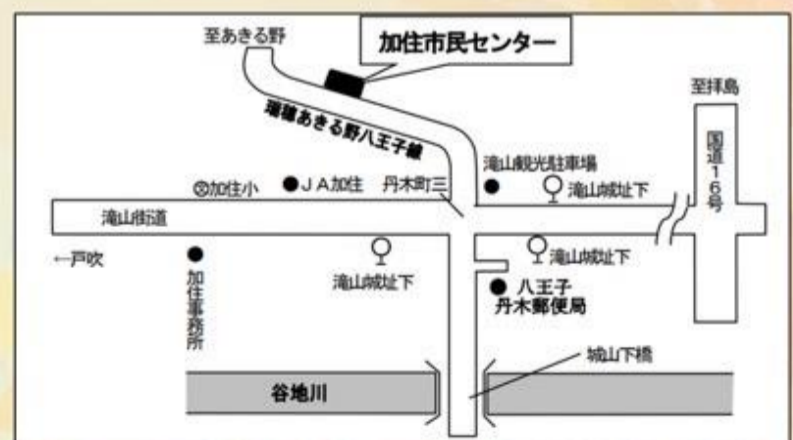 至あきる野
加住市民センター
至拝島
瑞穂あきる野八王子線
国道16号
滝山観光駐車場
加住小
JA加住
丹木町三
滝山城址下
滝山街道
←戸吹
滝山城址下
滝山城址下
加住事務所
八王子
丹木郵便局
城山下橋
谷地川